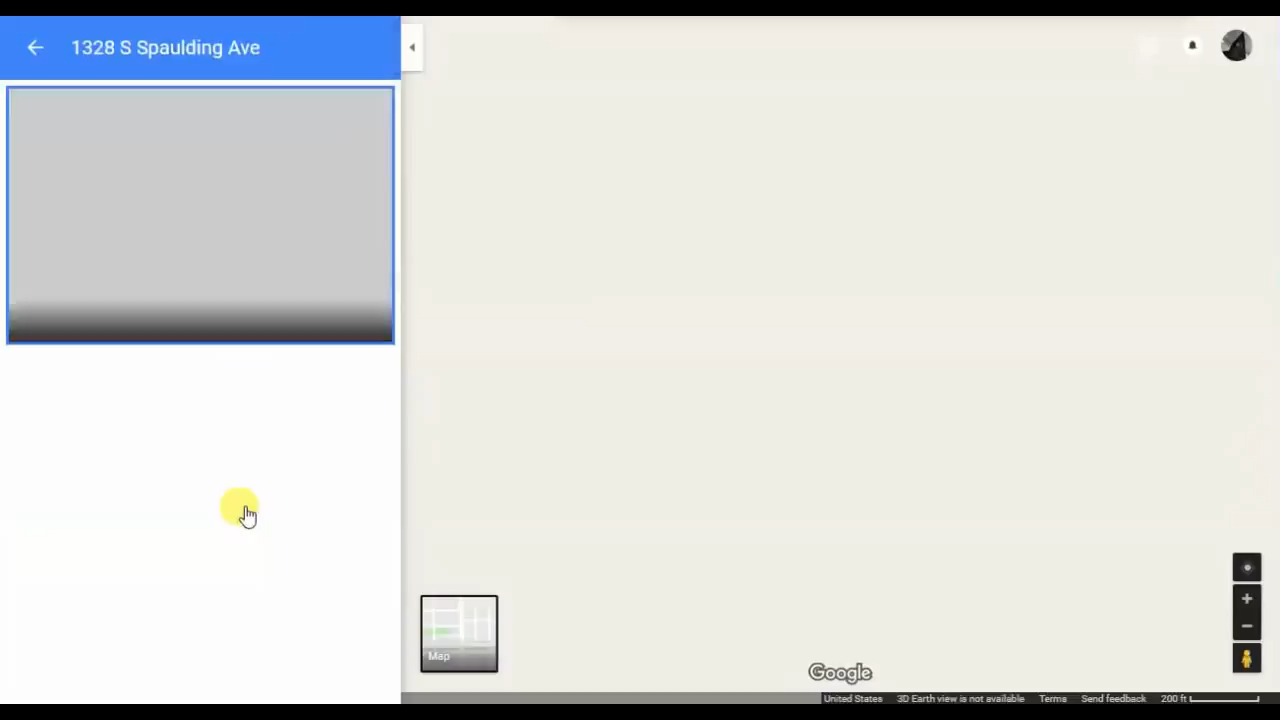 1328 S Spaulding Ave
Map
Google
United States 3D Earth view is not available Terms Send feedback 200 ft